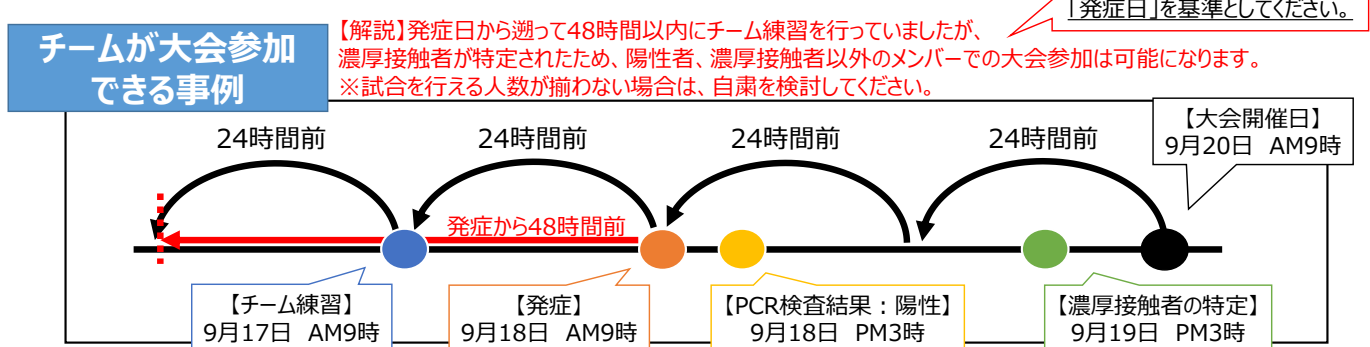 「発症日」を基準としてください。
チームが大会参加
できる事例
【解説】発症日から遡って48時間以内にチーム練習を行っていましたが、
濃厚接触者が特定されたため、陽性者、濃厚接触者以外のメンバーでの大会参加は可能になります。
※試合を行える人数が揃わない場合は、自粛を検討してください。
【大会開催日】
9月20日 AM9時
24時間前
24時間前
24時間前
24時間前
発症から48時間前
【チーム練習】
9月17日 AM9時
【発症】
9月18日 AM9時
【PCR検査結果：陽性】
9月18日 PM3時
【濃厚接触者の特定】
9月19日 PM3時